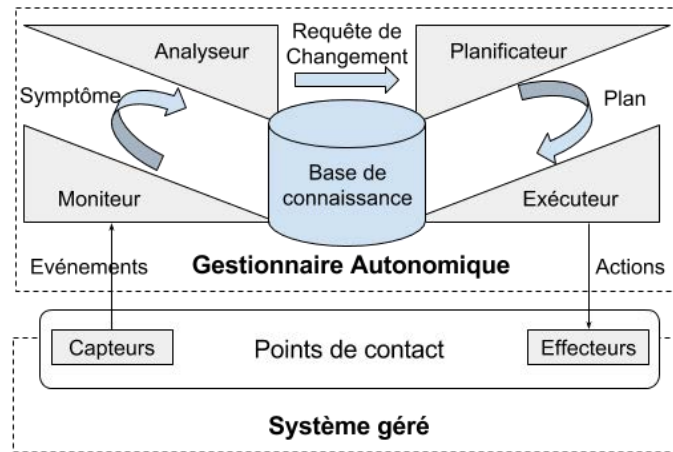 Analyseur
Requête de
Changement
Planificateur
Symptôme
Plan
Base de
connaissance
Moniteur
Exécuteur
Evénements
Gestionnaire Autonomique
Actions
Capteurs
Points de contact
Effecteurs
Système géré